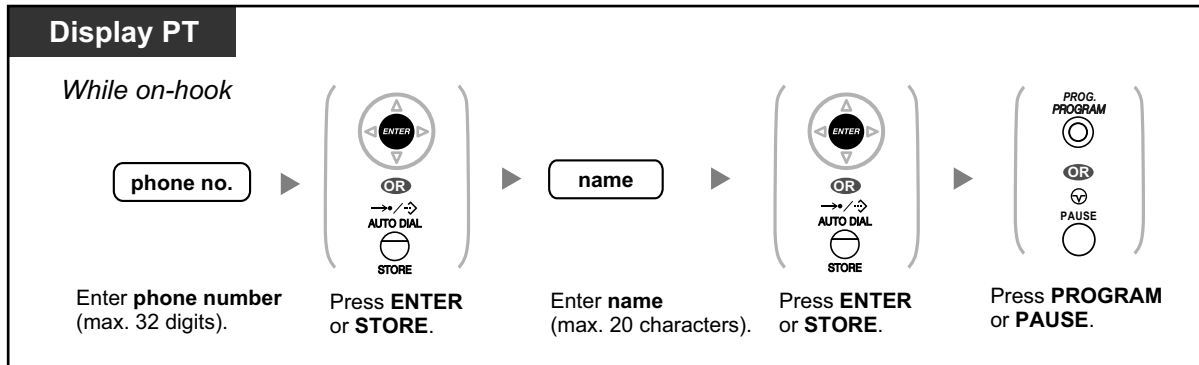 Display PT
While on-hook
phone no.
ENTER
OR
AUTO DIAL
STORE
name
ENTER
OR
AUTO DIAL
STORE
PROG.
PROGRAM
OR
PAUSE
Enter phone number
(max. 32 digits).
Press ENTER
or STORE.
Enter name
(max. 20 characters).
Press ENTER
or STORE.
Press PROGRAM
or PAUSE.